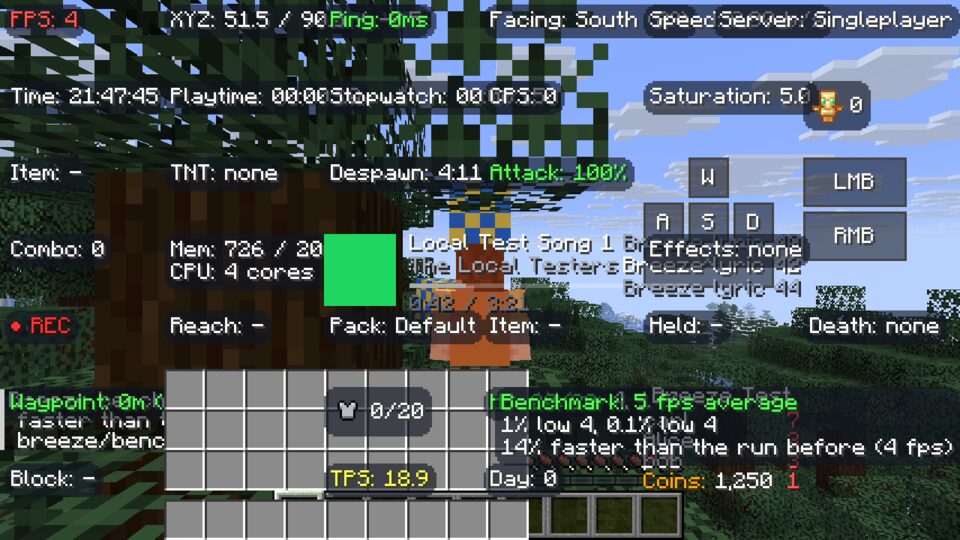 FPS: 4
XYZ: 51.5 / 90
Ping: 0ms
Facing: South
Speed
Server: Singleplayer
Time: 21:47:45
Playtime: 00:00
Stopwatch: 00
CPS: 0
Saturation: 5.0
0
Item: -
TNT: none
Despawn: 4:11
Attack: 100%
W
LMB
A S D
RMB
Combo: 0
Mem: 726 / 20
CPU: 4 cores
Local Test Song 1
The Local Testers
0:42 / 3:21
Effects: none
Breeze lyric 42
Breeze lyric 44
REC
Reach: -
Pack: Default
Item: -
Held: -
Death: none
Waypoint: 0m
faster than
breeze/benc
0/20
Breeze Test
Benchmark: 5 fps average
1% low 4, 0.1% low 4
14% faster than the run before (4 fps)
Block: -
TPS: 18.9
Day: 0
Coins: 1,250
1